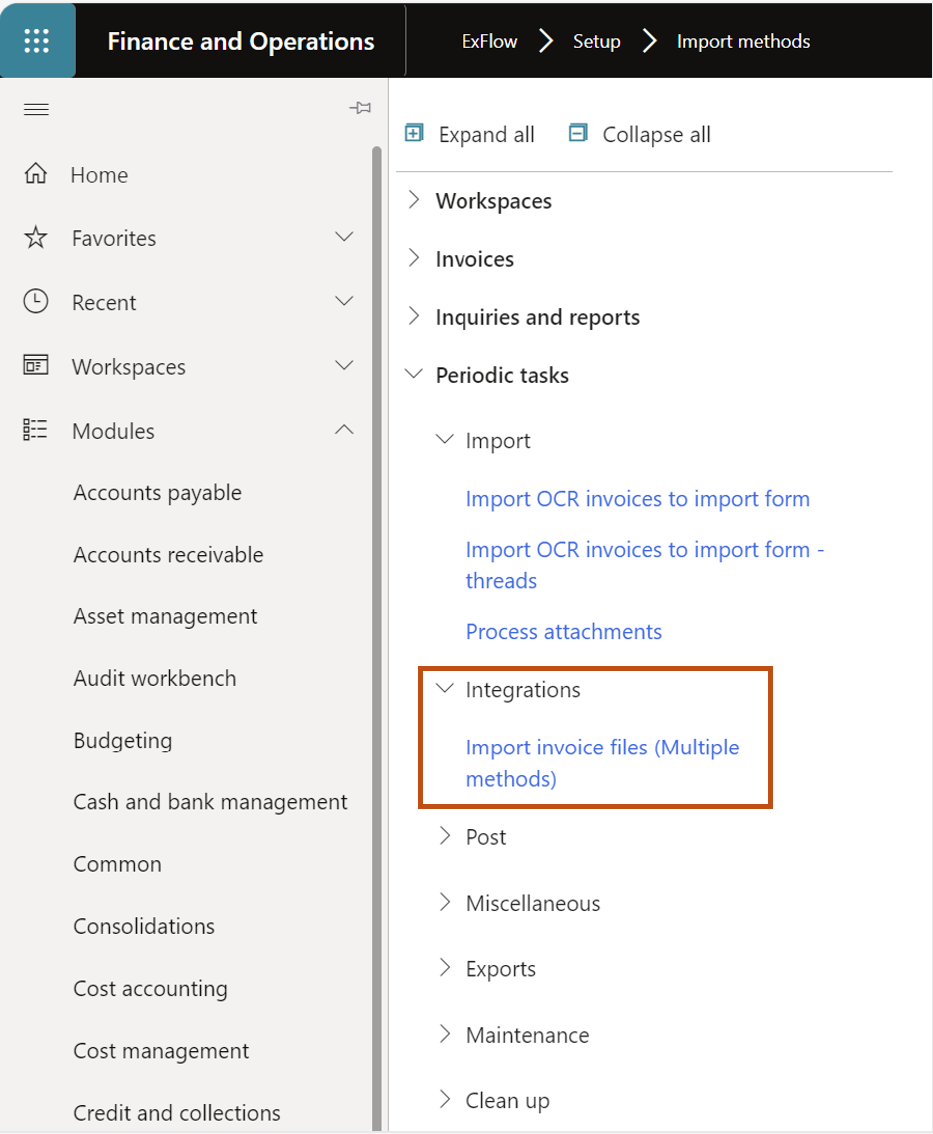 Finance and Operations
ExFlow
Setup
Import methods
Home
Favorites
Recent
Workspaces
Modules
Accounts payable
Accounts receivable
Asset management
Audit workbench
Budgeting
Cash and bank management
Common
Consolidations
Cost accounting
Cost management
Credit and collections
Expand all
Collapse all
Workspaces
Invoices
Inquiries and reports
Periodic tasks
Import
Import OCR invoices to import form
Import OCR invoices to import form -
threads
Process attachments
Integrations
Import invoice files (Multiple
methods)
Post
Miscellaneous
Exports
Maintenance
Clean up